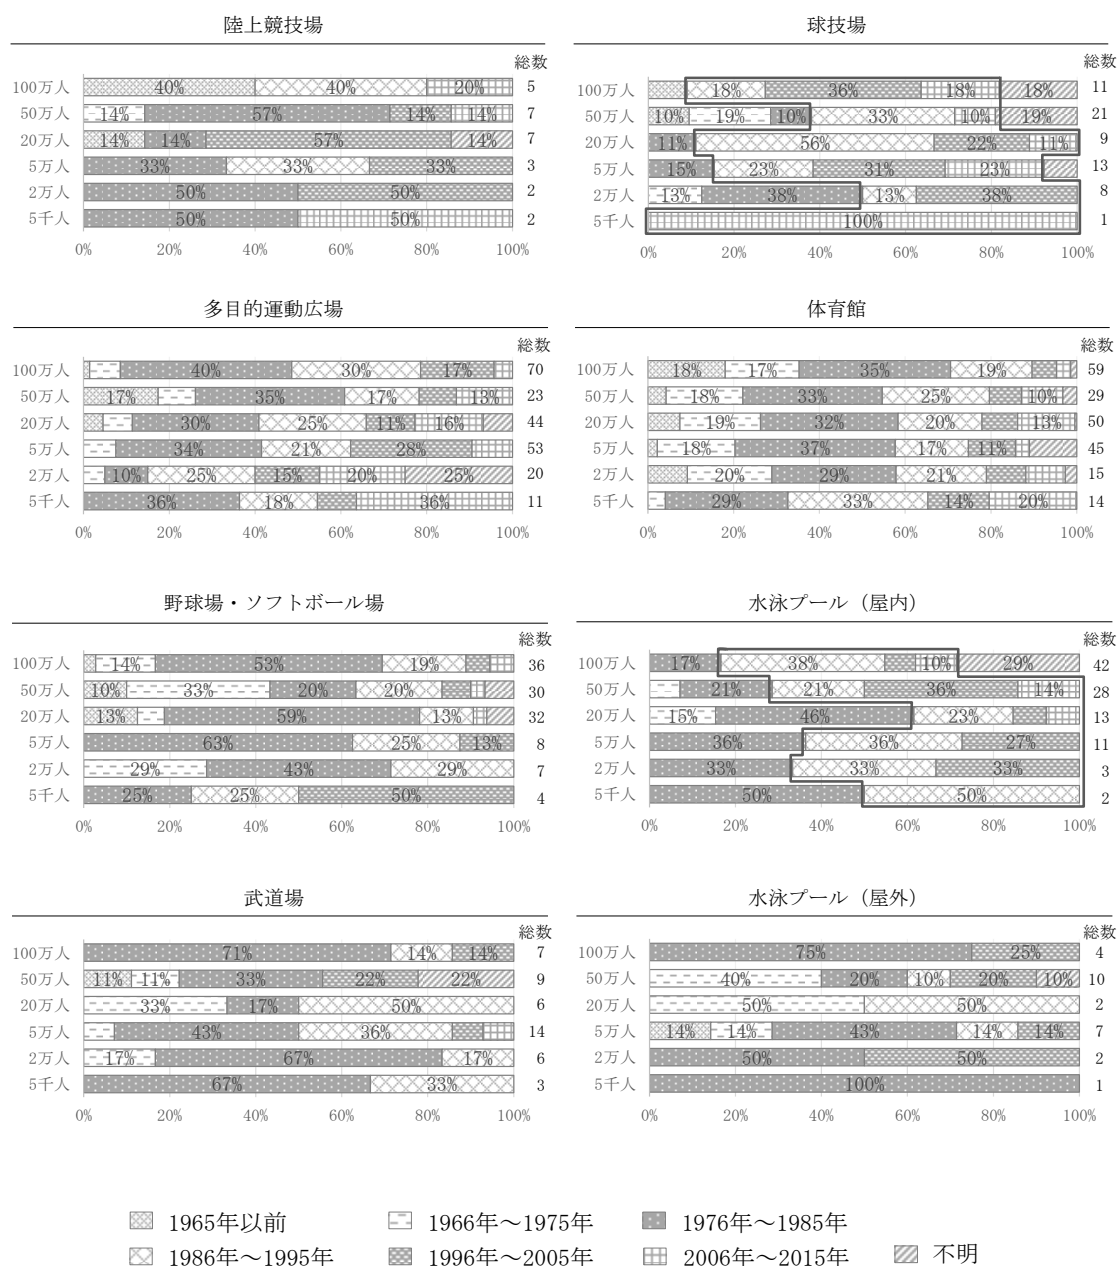 陸上競技場
総数
100万人 40% 40% 20% 5
50万人 14% 57% 14% 14% 7
20万人 14% 14% 57% 14% 7
5万人 33% 33% 33% 3
2万人 50% 50% 2
5千人 50% 50% 2
0% 20% 40% 60% 80% 100%
球技場
総数
100万人 18% 36% 18% 18% 11
50万人 10% 19% 10% 33% 10% 19% 21
20万人 11% 56% 22% 11% 9
5万人 15% 23% 31% 23% 13
2万人 13% 38% 13% 38% 8
5千人 100% 1
0% 20% 40% 60% 80% 100%
多目的運動広場
総数
100万人 40% 30% 17% 70
50万人 17% 35% 17% 13% 23
20万人 30% 25% 11% 16% 44
5万人 34% 21% 28% 53
2万人 10% 25% 15% 20% 25% 20
5千人 36% 18% 36% 11
0% 20% 40% 60% 80% 100%
体育館
総数
100万人 18% 17% 35% 19% 59
50万人 18% 33% 25% 10% 29
20万人 19% 32% 20% 13% 50
5万人 18% 37% 17% 11% 45
2万人 20% 29% 21% 15
5千人 29% 33% 14% 20% 14
0% 20% 40% 60% 80% 100%
野球場・ソフトボール場
総数
100万人 14% 53% 19% 36
50万人 10% 33% 20% 20% 30
20万人 13% 59% 13% 32
5万人 63% 25% 13% 8
2万人 29% 43% 29% 7
5千人 25% 25% 50% 4
0% 20% 40% 60% 80% 100%
水泳プール（屋内）
総数
100万人 17% 38% 10% 29% 42
50万人 21% 21% 36% 14% 28
20万人 15% 46% 23% 13
5万人 36% 36% 27% 11
2万人 33% 33% 33% 3
5千人 50% 50% 2
0% 20% 40% 60% 80% 100%
武道場
総数
100万人 71% 14% 14% 7
50万人 11% 11% 33% 22% 22% 9
20万人 33% 17% 50% 6
5万人 43% 36% 14
2万人 17% 67% 17% 6
5千人 67% 33% 3
0% 20% 40% 60% 80% 100%
水泳プール（屋外）
総数
100万人 75% 25% 4
50万人 40% 20% 10% 20% 10% 10
20万人 50% 50% 2
5万人 14% 14% 43% 14% 14% 7
2万人 50% 50% 2
5千人 100% 1
0% 20% 40% 60% 80% 100%
1965年以前 1966年～1975年 1976年～1985年
1986年～1995年 1996年～2005年 2006年～2015年 不明